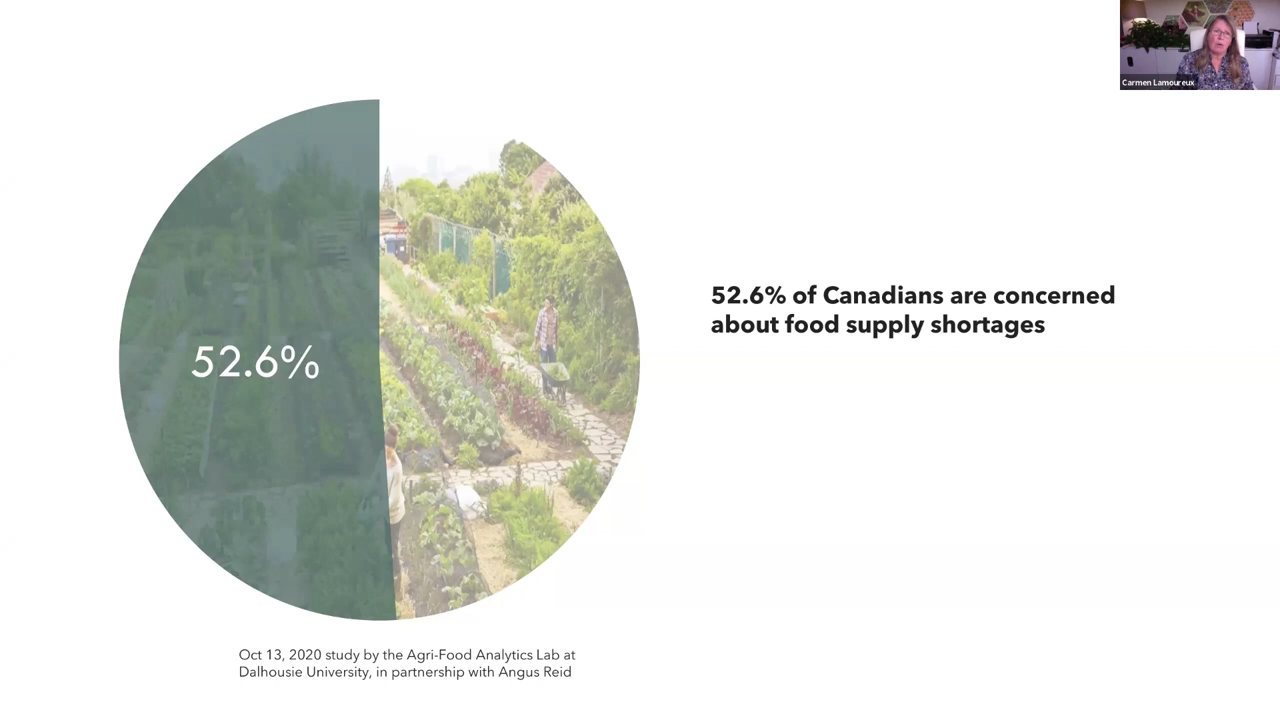 Carmen Lamoureux
52.6%
52.6% of Canadians are concerned
about food supply shortages
Oct 13, 2020 study by the Agri-Food Analytics Lab at
Dalhousie University, in partnership with Angus Reid